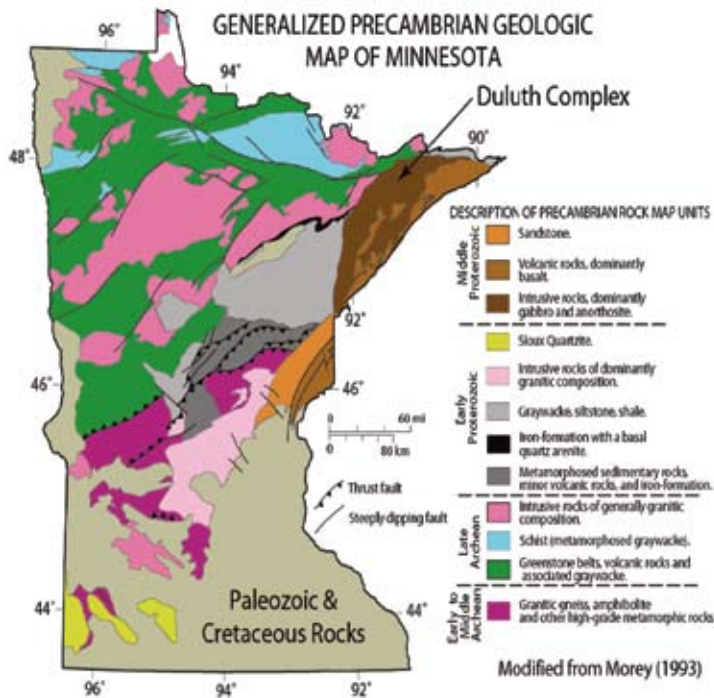 GENERALIZED PRECAMBRIAN GEOLOGIC
MAP OF MINNESOTA
96°
94°
92°
90°
48°
Duluth Complex
DESCRIPTION OF PRECAMBRIAN ROCK MAP UNITS
Middle
Proterozoic
Sandstone.
Volcanic rocks, dominantly
basalt.
Intrusive rocks, dominantly
gabbro and anorthosite.
Early
Proterozoic
Sioux Quartzite.
Intrusive rocks of dominantly
granitic composition.
Graywacke, siltstone, shale.
Iron-formation with a basal
quartz arenite.
Metamorphosed sedimentary rocks,
minor volcanic rocks, and iron-formation.
Late
Archean
Intrusive rocks of generally granitic
composition.
Schist (metamorphosed graywacke).
Greenstone belts, volcanic rocks and
associated graywacke.
Early to
Middle
Archean
Granitic gneiss, amphibolite
and other high-grade metamorphic rocks.
92°
46°
46°
0 60 mi
0 80 km
Thrust fault
Steeply dipping fault
44°
Paleozoic &
Cretaceous Rocks
44°
96°
94°
92°
Modified from Morey (1993)